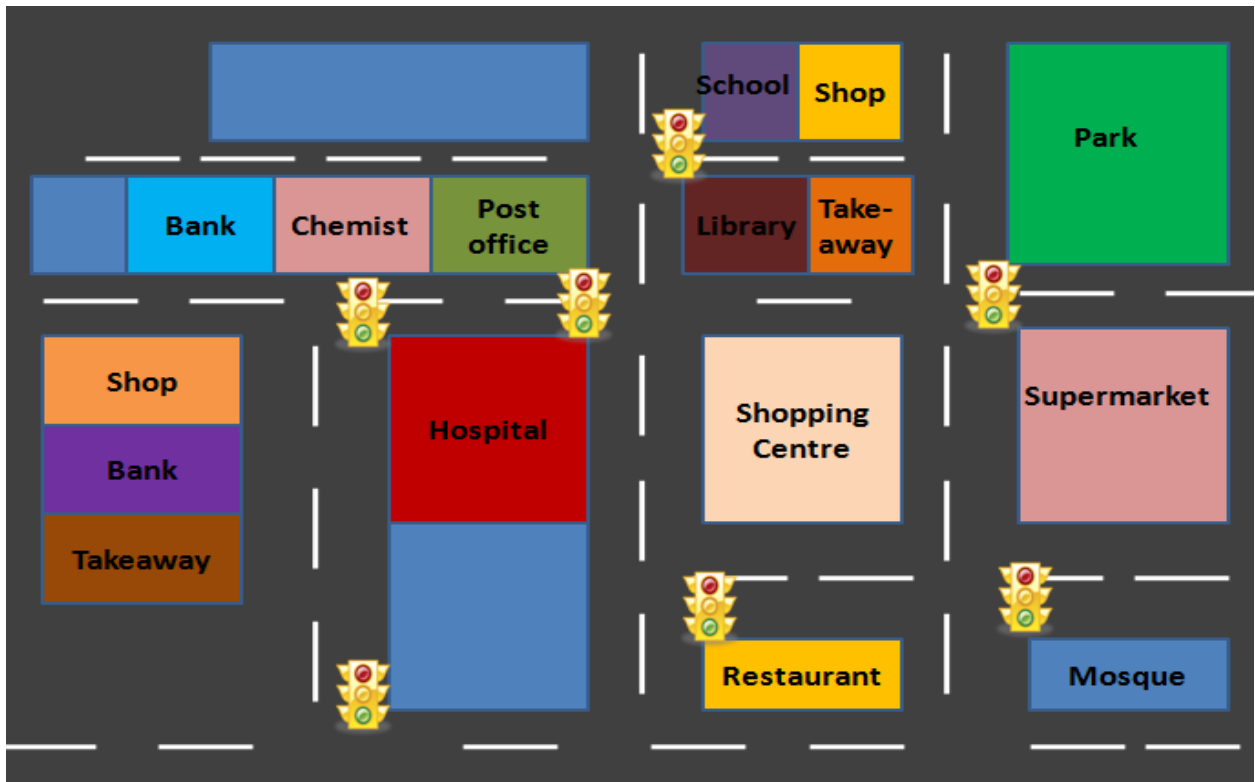 School
Shop
Park
Bank
Chemist
Post
office
Library
Take-
away
Shop
Bank
Takeaway
Hospital
Shopping
Centre
Supermarket
Restaurant
Mosque